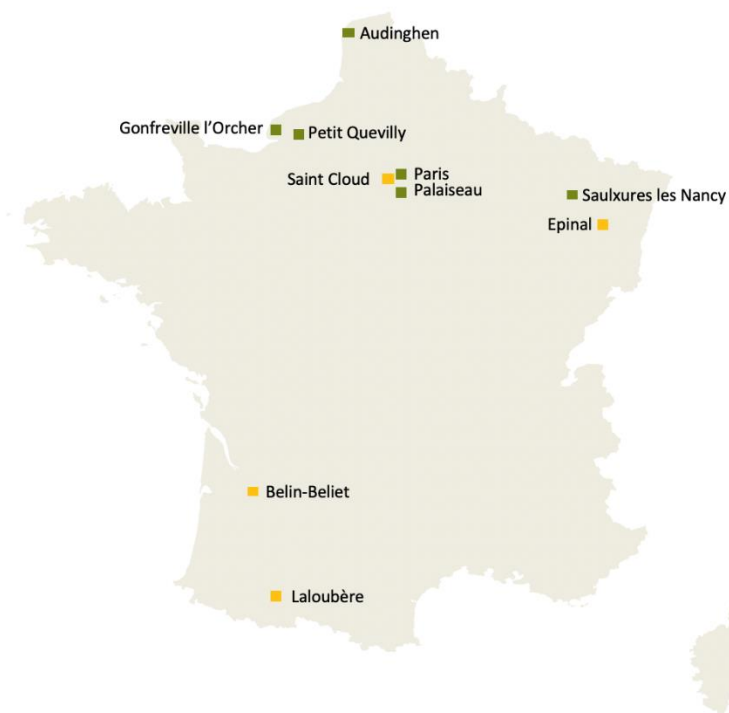 Audinghen
Gonfreville l'Orcher
Petit Quevilly
Saint Cloud
Paris
Palaiseau
Saulxures les Nancy
Epinal
Belin-Beliet
Laloubère